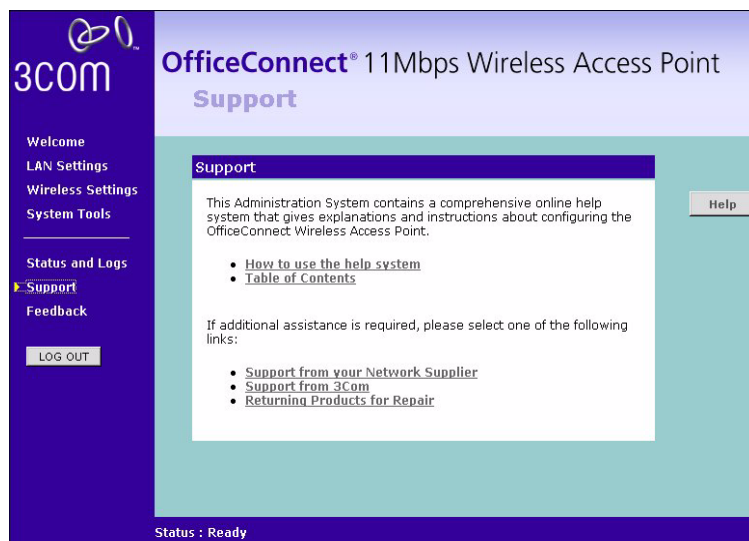 3COM
OfficeConnect® 11Mbps Wireless Access Point
Support
Welcome
LAN Settings
Wireless Settings
System Tools
Status and Logs
Support
Feedback
LOG OUT
Support
This Administration System contains a comprehensive online help
system that gives explanations and instructions about configuring the
OfficeConnect Wireless Access Point.
• How to use the help system
• Table of Contents
If additional assistance is required, please select one of the following
links:
• Support from your Network Supplier
• Support from 3Com
• Returning Products for Repair
Help
Status : Ready